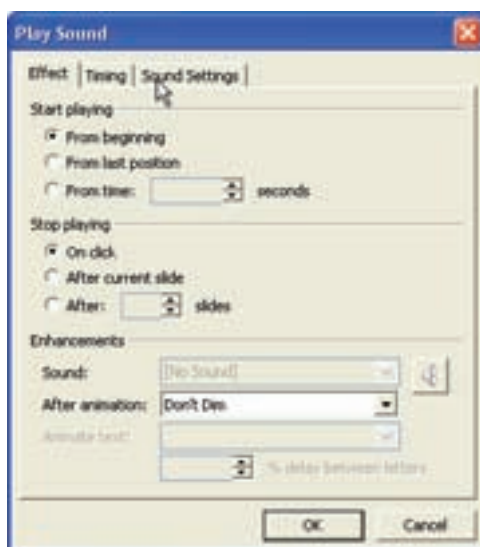 Play Sound
Effect Timing Sound Settings
Start playing
From beginning
From last position
From time: seconds
Stop playing
On click
After current slide
After: slides
Enhancements
Sound: [No Sound]
After animation: Don't Dim
Animate text:
% delay between letters
OK Cancel